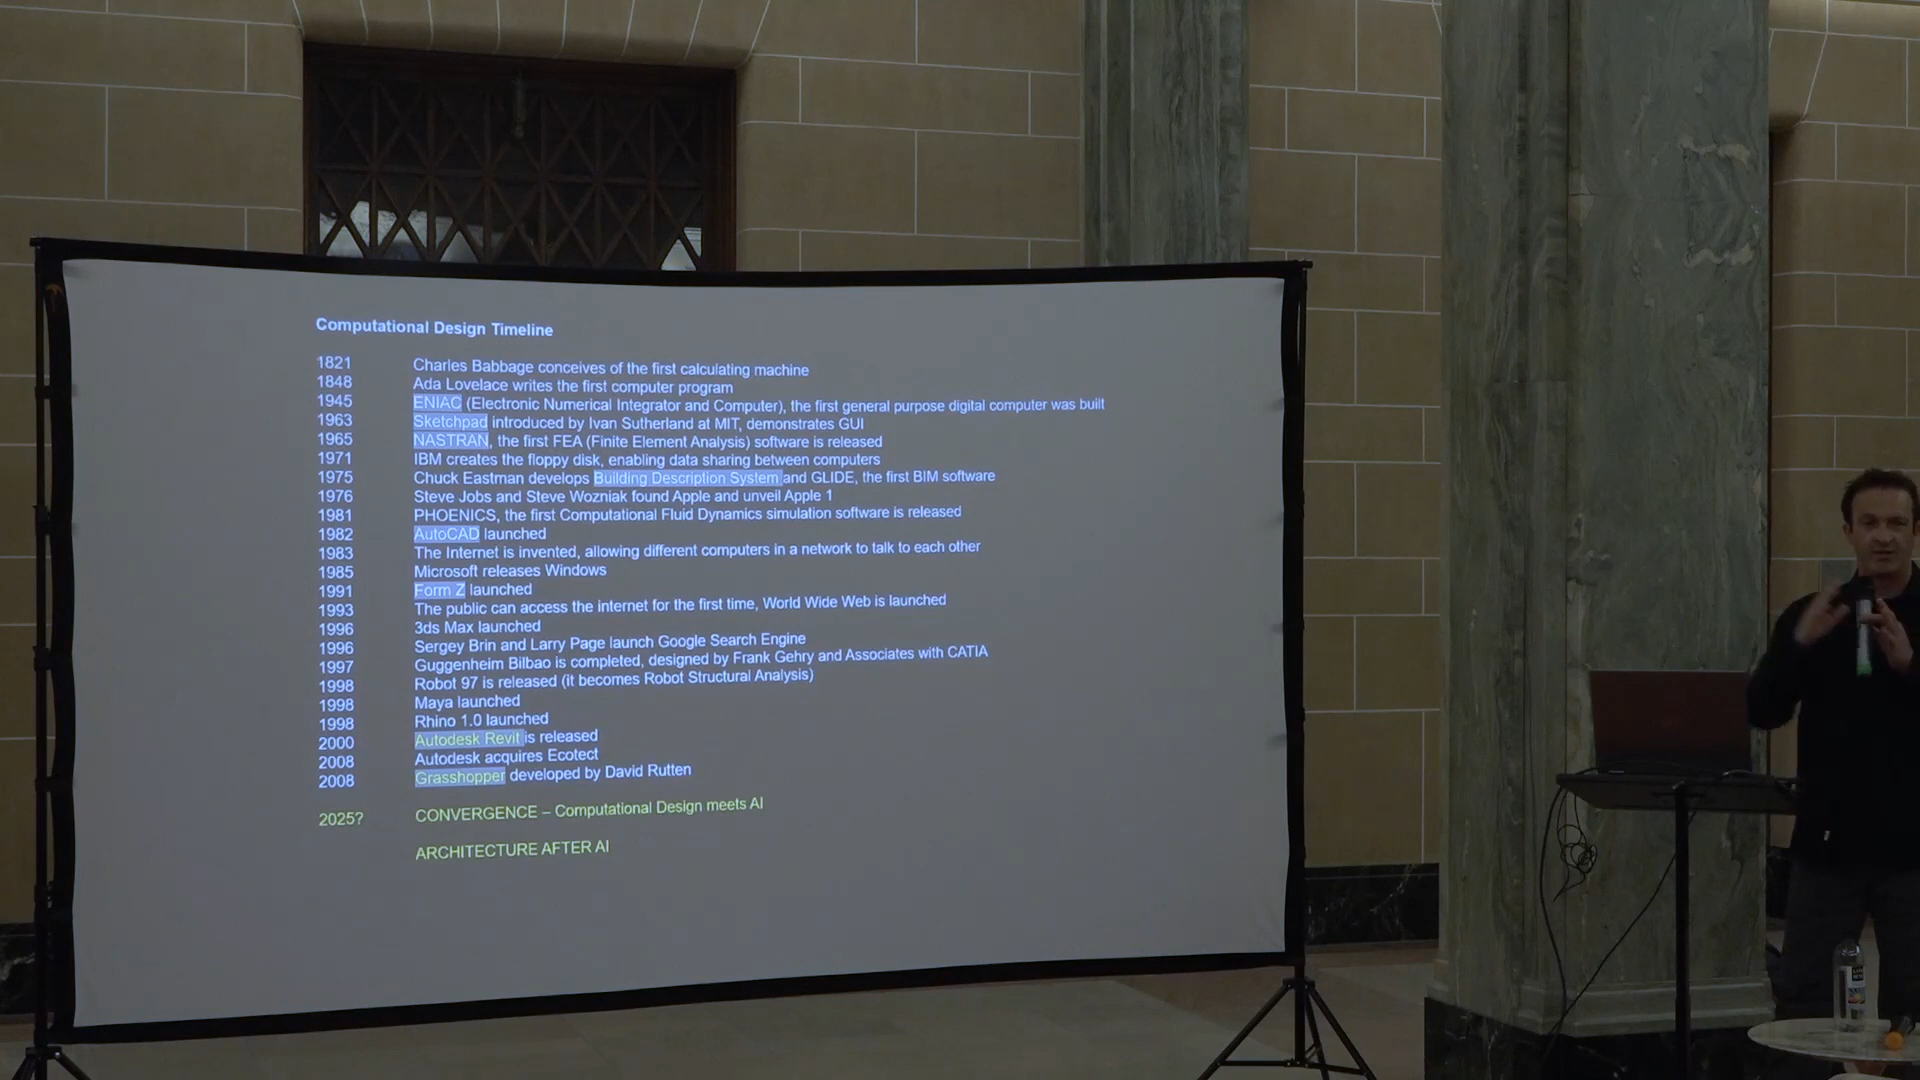 Computational Design Timeline
1821 Charles Babbage conceives of the first calculating machine
1848 Ada Lovelace writes the first computer program
1945 ENIAC (Electronic Numerical Integrator and Computer), the first general purpose digital computer was built
1963 Sketchpad introduced by Ivan Sutherland at MIT, demonstrates GUI
1965 NASTRAN, the first FEA (Finite Element Analysis) software is released
1971 IBM creates the floppy disk, enabling data sharing between computers
1975 Chuck Eastman develops Building Description System and GLIDE, the first BIM software
1976 Steve Jobs and Steve Wozniak found Apple and unveil Apple 1
1981 PHOENICS, the first Computational Fluid Dynamics simulation software is released
1982 AutoCAD launched
1983 The Internet is invented, allowing different computers in a network to talk to each other
1985 Microsoft releases Windows
1991 Form Z launched
1993 The public can access the internet for the first time, World Wide Web is launched
1996 3ds Max launched
1996 Sergey Brin and Larry Page launch Google Search Engine
1997 Guggenheim Bilbao is completed, designed by Frank Gehry and Associates with CATIA
1998 Robot 97 is released (it becomes Robot Structural Analysis)
1998 Maya launched
1998 Rhino 1.0 launched
2000 Autodesk Revit is released
2008 Autodesk acquires Ecotect
2008 Grasshopper developed by David Rutten
2025? CONVERGENCE – Computational Design meets AI
ARCHITECTURE AFTER AI